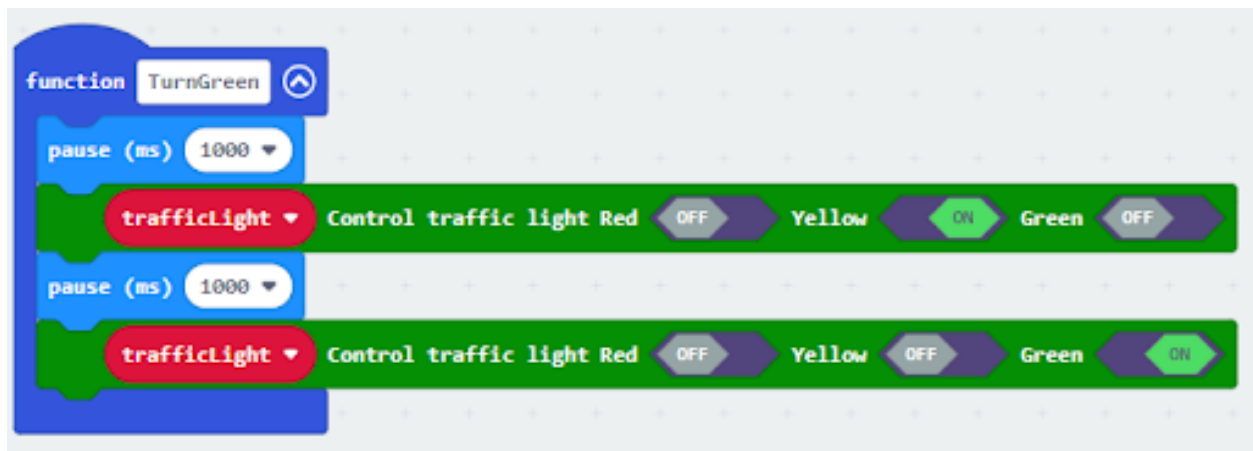 function TurnGreen
pause (ms) 1000
trafficLight Control traffic light Red OFF Yellow ON Green OFF
pause (ms) 1000
trafficLight Control traffic light Red OFF Yellow OFF Green ON